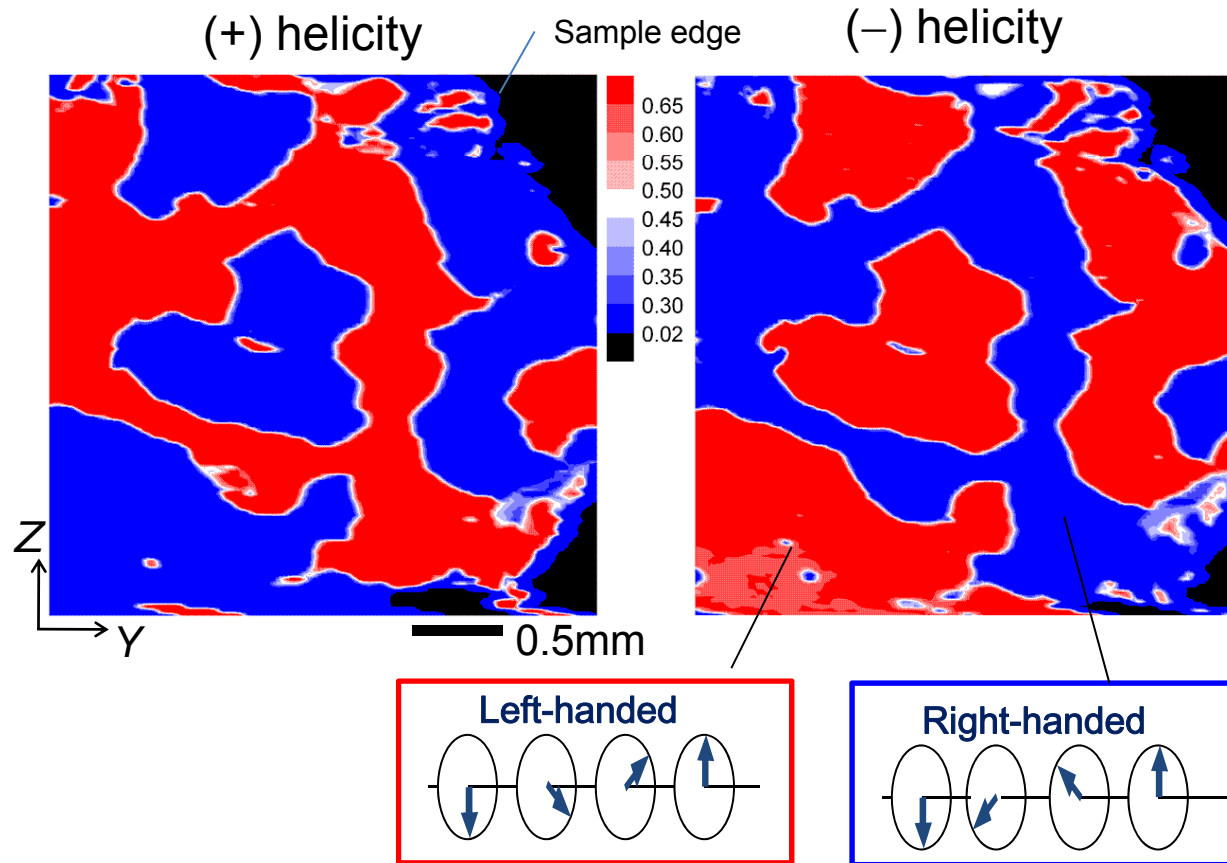 (+) helicity
Sample edge
(−) helicity
0.65
0.60
0.55
0.50
0.45
0.40
0.35
0.30
0.02
Z
Y
0.5mm
Left-handed
Right-handed